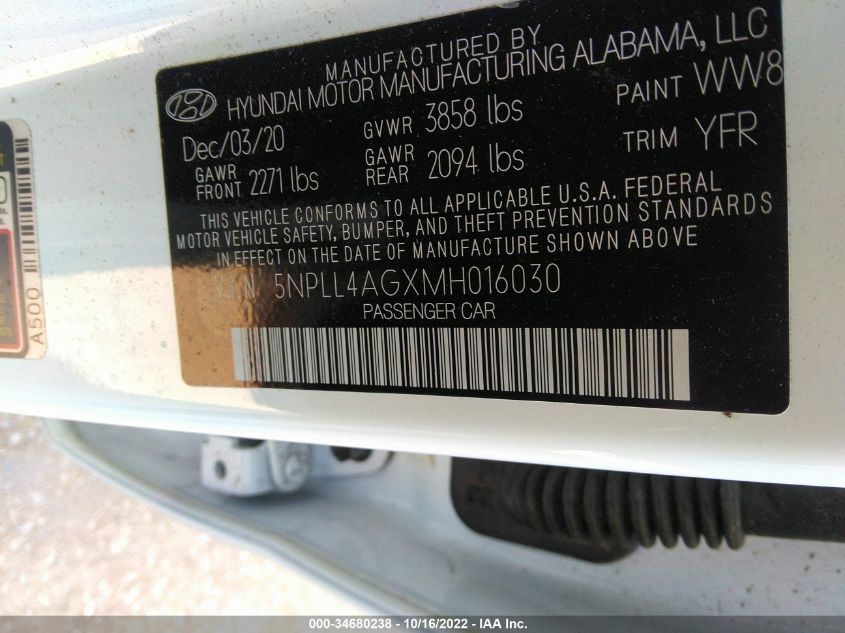 MANUFACTURED BY
HYUNDAI MOTOR MANUFACTURING ALABAMA, LLC
Dec/03/20 GVWR 3858 lbs PAINT WW8
GAWR FRONT 2271 lbs GAWR REAR 2094 lbs TRIM YFR
THIS VEHICLE CONFORMS TO ALL APPLICABLE U.S.A. FEDERAL
MOTOR VEHICLE SAFETY, BUMPER, AND THEFT PREVENTION STANDARDS
IN EFFECT ON THE DATE OF MANUFACTURE SHOWN ABOVE
V.I.N. 5NPLL4AGXMH016030
PASSENGER CAR
A500
000-34680238 - 10/16/2022 - IAA Inc.